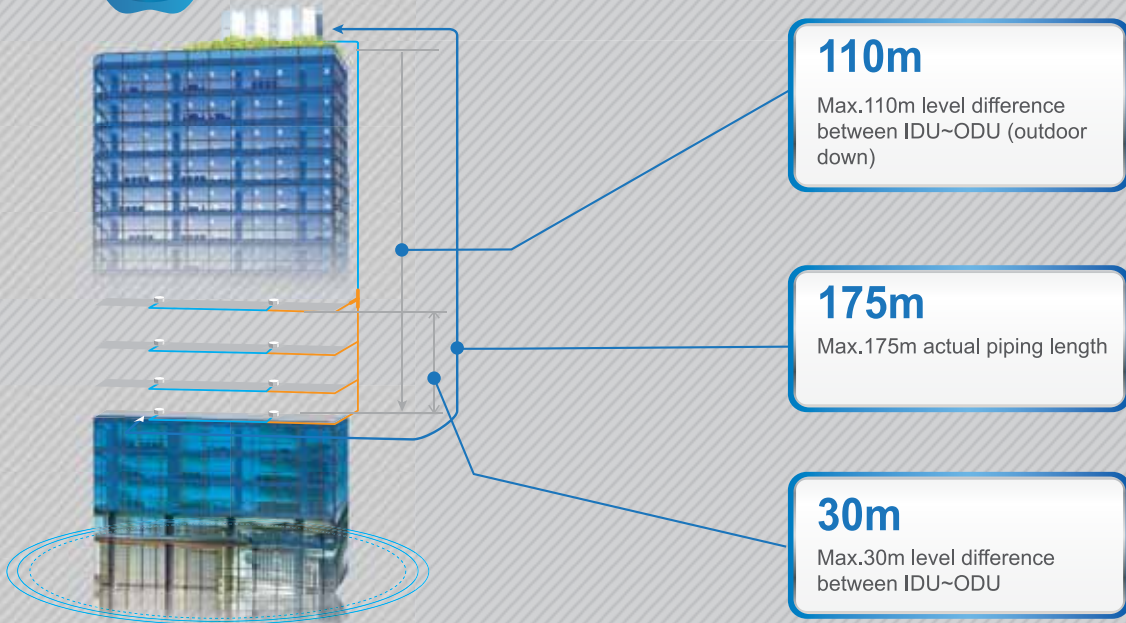 110m
Max.110m level difference
between IDU~ODU (outdoor
down)
175m
Max.175m actual piping length
30m
Max.30m level difference
between IDU~ODU